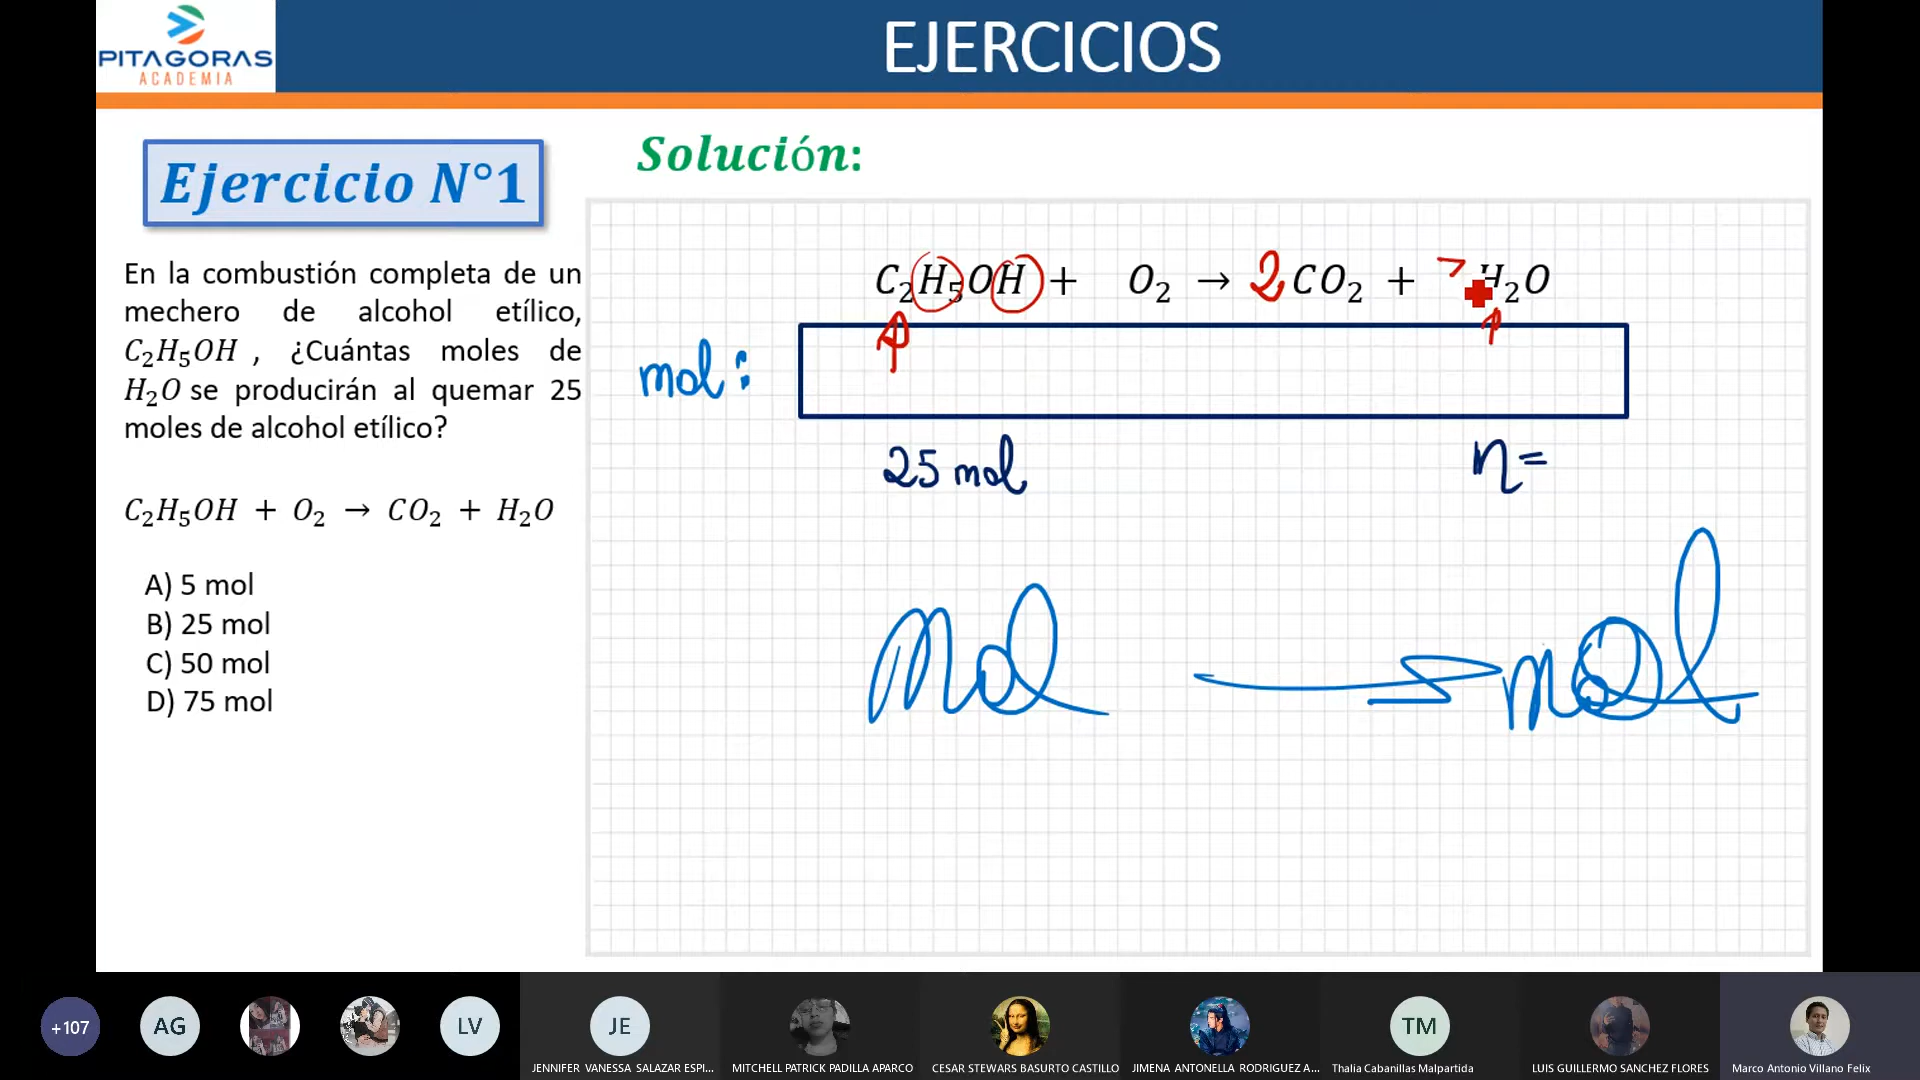 PITAGORAS
ACADEMIA
EJERCICIOS
Ejercicio N°1
En la combustión completa de un
mechero de alcohol etílico,
C₂H₅OH , ¿Cuántas moles de
H₂O se producirán al quemar 25
moles de alcohol etílico?
C₂H₅OH + O₂ → CO₂ + H₂O
A) 5 mol
B) 25 mol
C) 50 mol
D) 75 mol
Solución:
C₂H₅OH + O₂ → 2 CO₂ + H₂O
mol:
25 mol n=
Mol → mol
+107
AG
LV
JE
TM
JENNIFER VANESSA SALAZAR ESPI...
MITCHELL PATRICK PADILLA APARCO
CESAR STEWARS BASURTO CASTILLO
JIMENA ANTONELLA RODRIGUEZ A...
Thalia Cabanillas Malpartida
LUIS GUILLERMO SANCHEZ FLORES
Marco Antonio Villano Felix